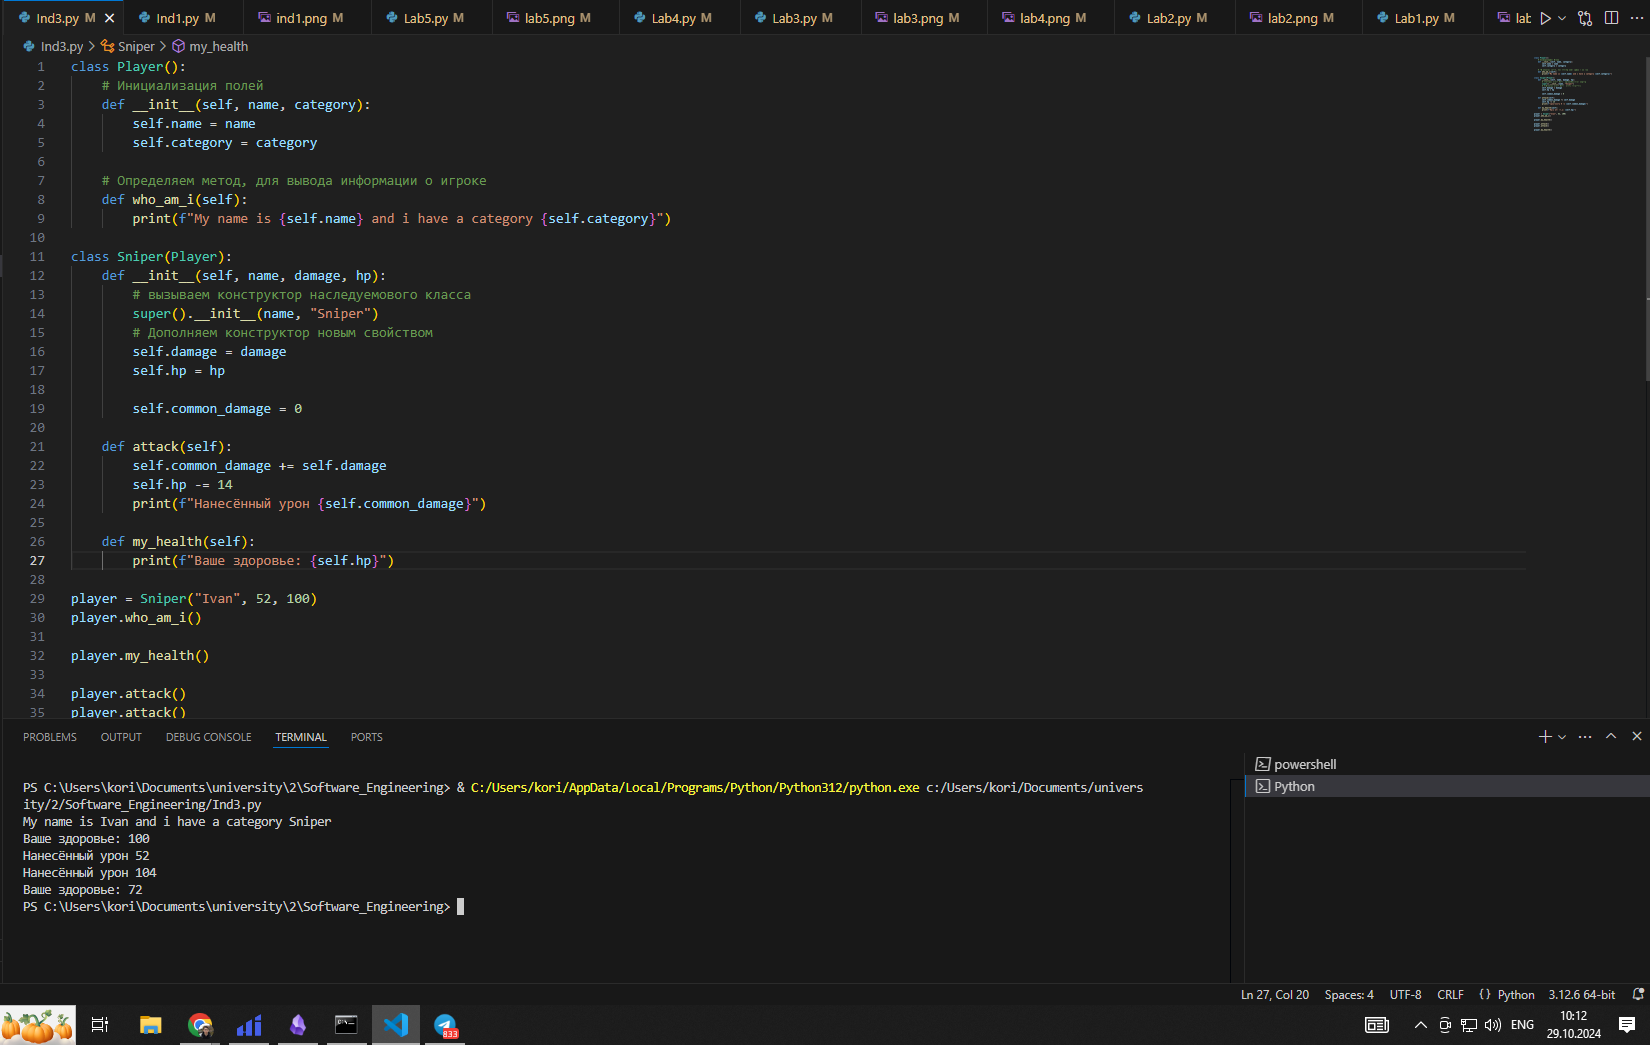 Ind3.py M
Ind1.py M
ind1.png M
Lab5.py M
lab5.png M
Lab4.py M
Lab3.py M
lab3.png M
lab4.png M
Lab2.py M
lab2.png M
Lab1.py M
lab
Ind3.py > Sniper > my_health
1 class Player():
2     # Инициализация полей
3     def __init__(self, name, category):
4         self.name = name
5         self.category = category
6
7     # Определяем метод, для вывода информации о игроке
8     def who_am_i(self):
9         print(f"My name is {self.name} and i have a category {self.category}")
10
11 class Sniper(Player):
12     def __init__(self, name, damage, hp):
13         # вызываем конструктор наследуемового класса
14         super().__init__(name, "Sniper")
15         # Дополняем конструктор новым свойством
16         self.damage = damage
17         self.hp = hp
18
19         self.common_damage = 0
20
21     def attack(self):
22         self.common_damage += self.damage
23         self.hp -= 14
24         print(f"Нанесённый урон {self.common_damage}")
25
26     def my_health(self):
27         print(f"Ваше здоровье: {self.hp}")
28
29 player = Sniper("Ivan", 52, 100)
30 player.who_am_i()
31
32 player.my_health()
33
34 player.attack()
35 player.attack()
PROBLEMS OUTPUT DEBUG CONSOLE TERMINAL PORTS
powershell
Python
PS C:\Users\kori\Documents\university\2\Software_Engineering> & C:/Users/kori/AppData/Local/Programs/Python/Python312/python.exe c:/Users/kori/Documents/univers
ity/2/Software_Engineering/Ind3.py
My name is Ivan and i have a category Sniper
Ваше здоровье: 100
Нанесённый урон 52
Нанесённый урон 104
Ваше здоровье: 72
PS C:\Users\kori\Documents\university\2\Software_Engineering>
Ln 27, Col 20 Spaces: 4 UTF-8 CRLF {} Python 3.12.6 64-bit
833
ENG
10:12
29.10.2024